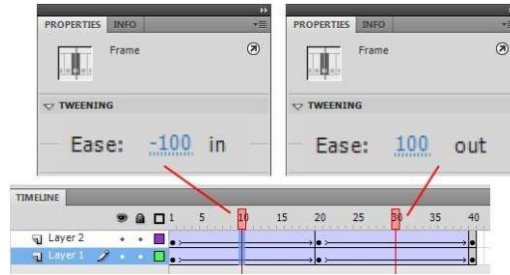 PROPERTIES INFO
Frame
TWEENING
Ease: -100 in
PROPERTIES INFO
Frame
TWEENING
Ease: 100 out
TIMELINE
1 5 10 15 20 25 30 35 40
Layer 2
Layer 1